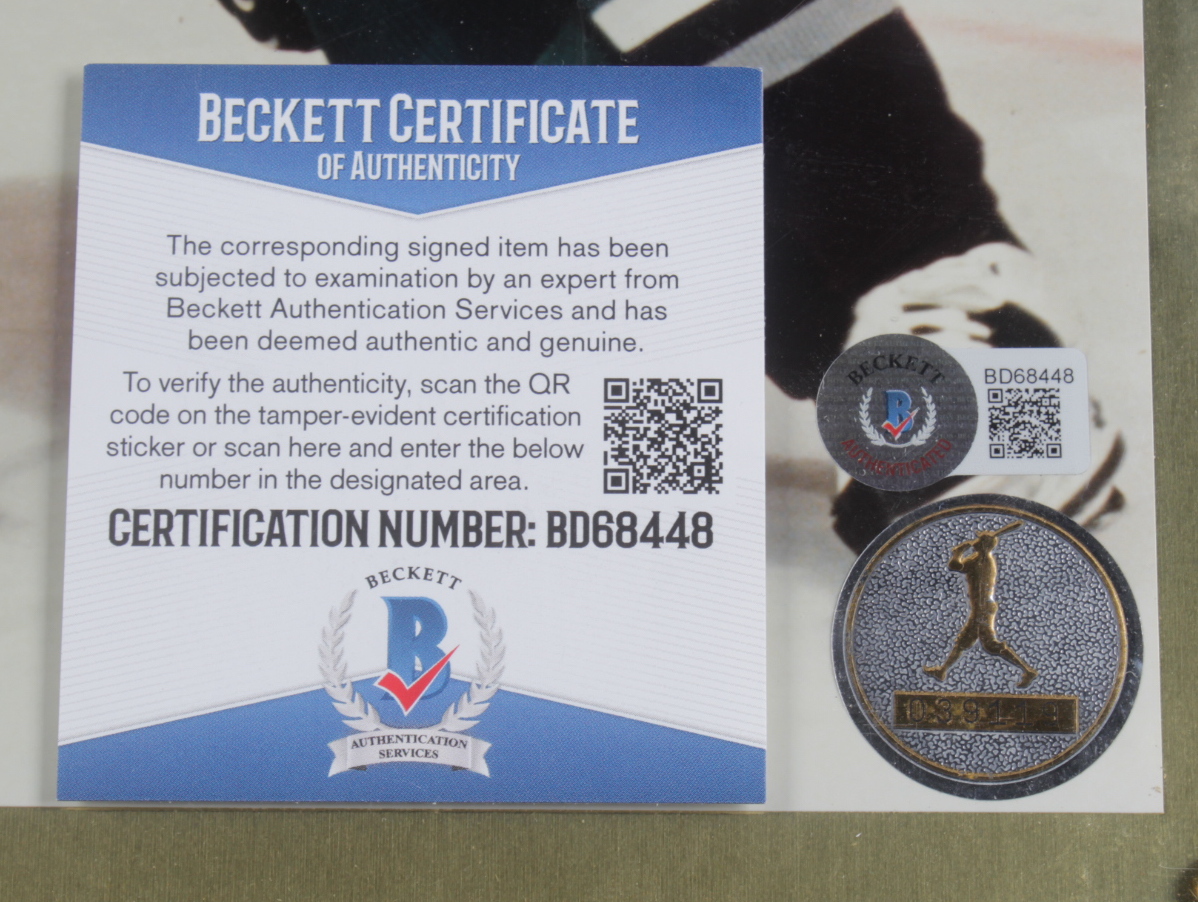 BECKETT CERTIFICATE
OF AUTHENTICITY
The corresponding signed item has been
subjected to examination by an expert from
Beckett Authentication Services and has
been deemed authentic and genuine.
To verify the authenticity, scan the QR
code on the tamper-evident certification
sticker or scan here and enter the below
number in the designated area.
CERTIFICATION NUMBER: BD68448
BECKETT
B
AUTHENTICATION
SERVICES
BECKETT
B
AUTHENTICATED
BD68448